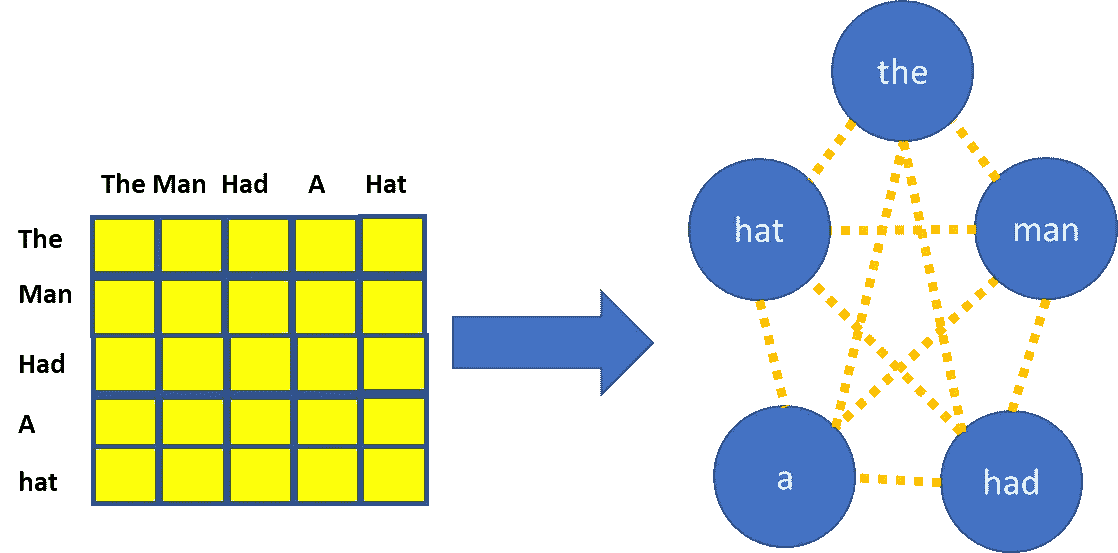 The Man Had A Hat
The
Man
Had
A
hat
the
hat
man
a
had